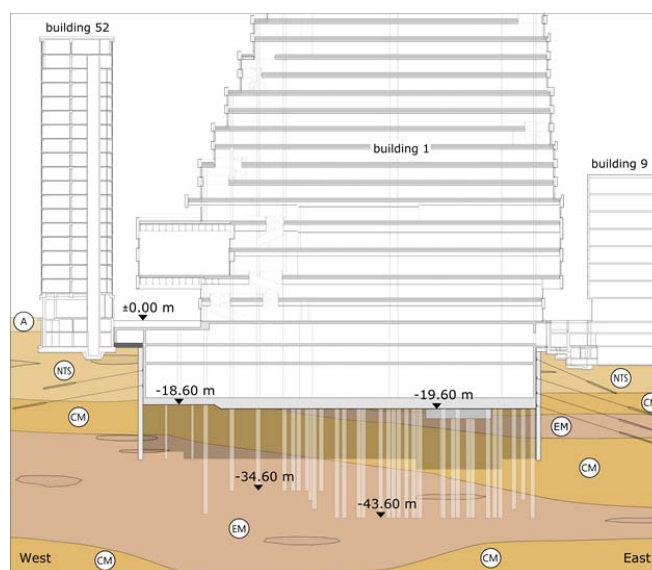 building 52
building 1
building 9
±0.00 m
A
NTS
NTS
-18.60 m
-19.60 m
CM
CM
EM
CM
-34.60 m
-43.60 m
EM
West
CM
CM
East